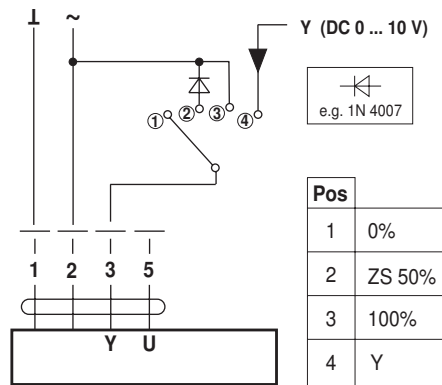 ⊥ ~
Y (DC 0 ... 10 V)
① ② ③ ④
e.g. 1N 4007
Pos
1 0%
2 ZS 50%
3 100%
4 Y
1 2 3 5
Y U